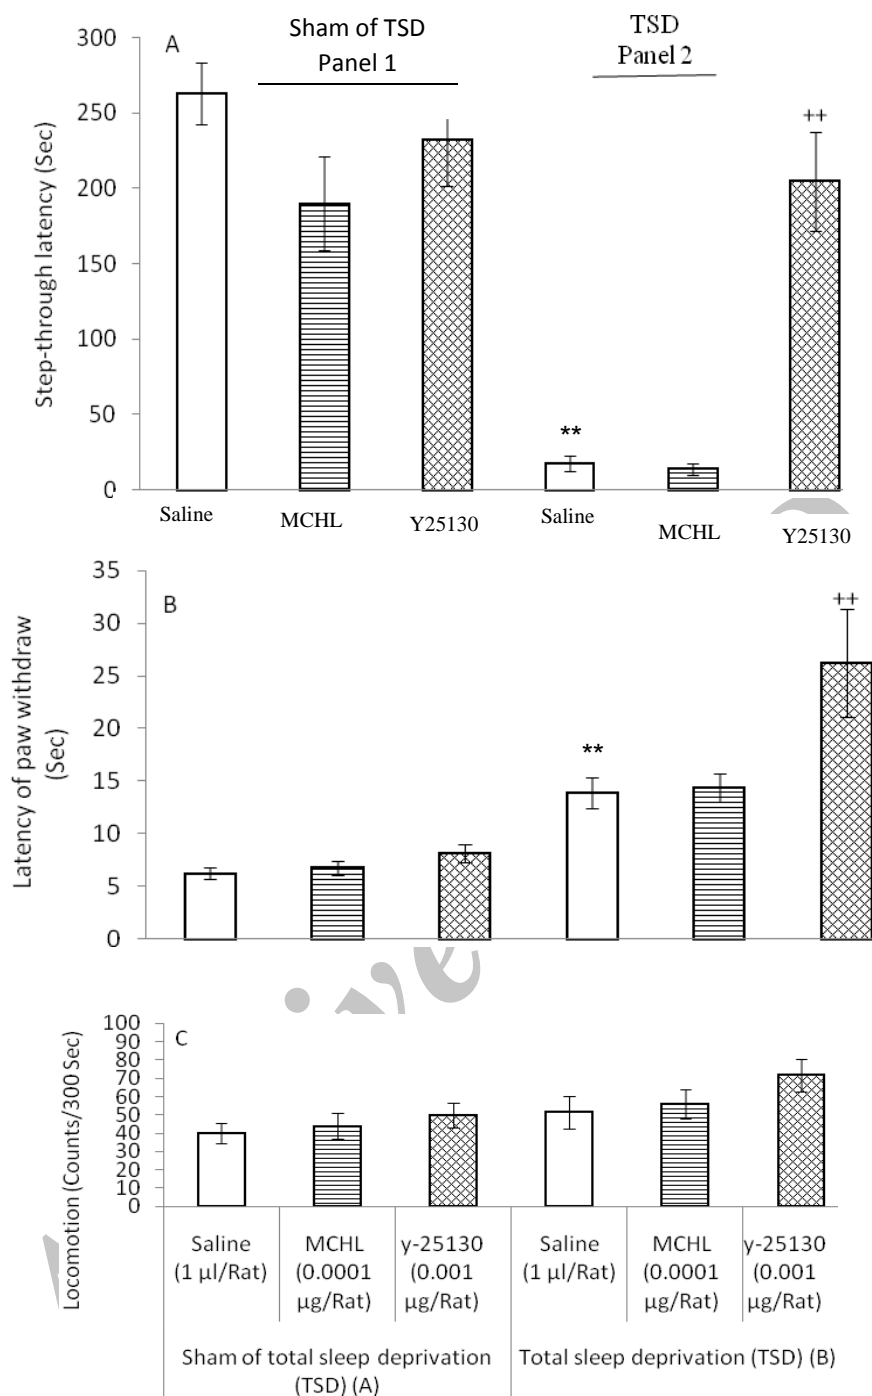 A
Sham of TSD
Panel 1
TSD
Panel 2
Step-through latency (Sec)
300
250
200
150
100
50
0
**
++
Saline
MCHL
Y25130
Saline
MCHL
Y25130
B
Latency of paw withdraw
(Sec)
35
30
25
20
15
10
5
0
**
++
C
Locomotion (Counts/300 Sec)
100
90
80
70
60
50
40
30
20
10
0
Saline
(1 µl/Rat)
MCHL
(0.0001
µg/Rat)
y-25130
(0.001
µg/Rat)
Saline
(1 µl/Rat)
MCHL
(0.0001
µg/Rat)
y-25130
(0.001
µg/Rat)
Sham of total sleep deprivation
(TSD) (A)
Total sleep deprivation (TSD) (B)